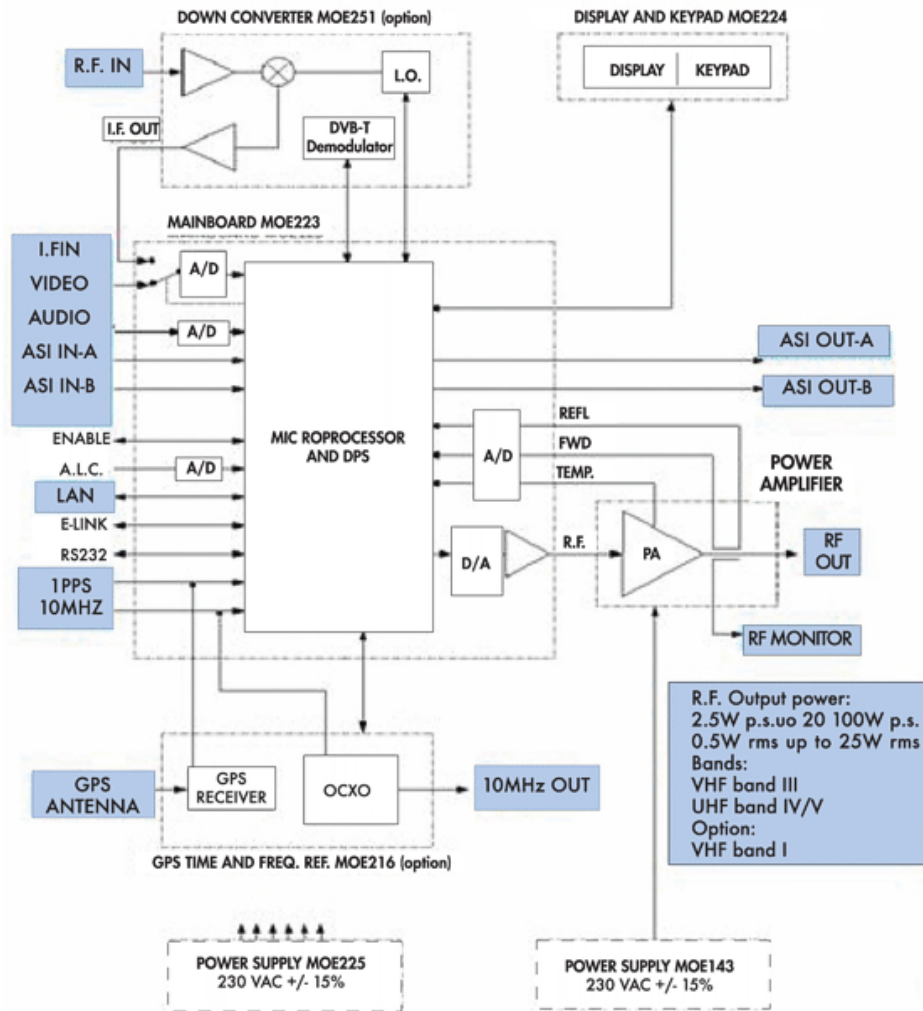 DOWN CONVERTER MOE251 (option)
DISPLAY AND KEYPAD MOE224
R.F. IN
L.O.
DISPLAY
KEYPAD
I.F. OUT
DVB-T
Demodulator
MAINBOARD MOE223
I.FIN
VIDEO
AUDIO
ASI IN-A
ASI IN-B
A/D
A/D
ASI OUT-A
ASI OUT-B
ENABLE
A.L.C.
A/D
LAN
E-LINK
RS232
1PPS
10MHZ
MIC ROPROCESSOR
AND DPS
REFL
FWD
TEMP.
A/D
POWER
AMPLIFIER
D/A
R.F.
PA
RF
OUT
RF MONITOR
R.F. Output power:
2.5W p.s.uo 20 100W p.s.
0.5W rms up to 25W rms
Bands:
VHF band III
UHF band IV/V
Option:
VHF band I
GPS
ANTENNA
GPS
RECEIVER
OCXO
10MHz OUT
GPS TIME AND FREQ. REF. MOE216 (option)
POWER SUPPLY MOE225
230 VAC +/- 15%
POWER SUPPLY MOE143
230 VAC +/- 15%